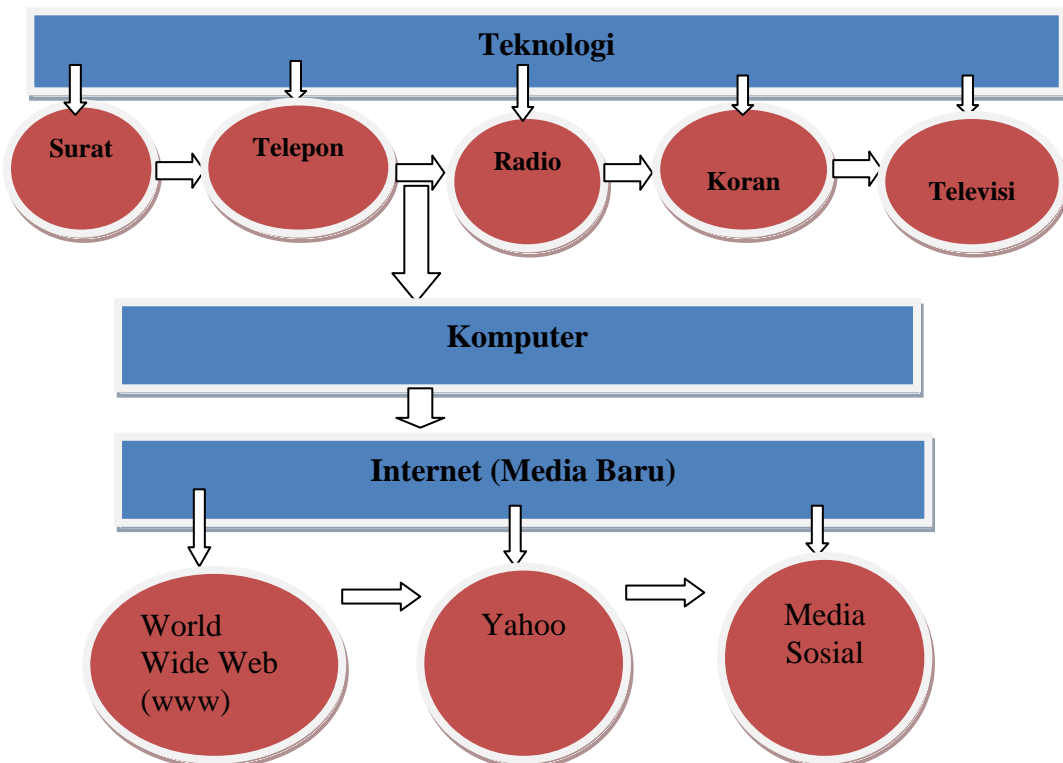 Teknologi
Surat
Telepon
Radio
Koran
Televisi
Komputer
Internet (Media Baru)
World
Wide Web
(www)
Yahoo
Media
Sosial